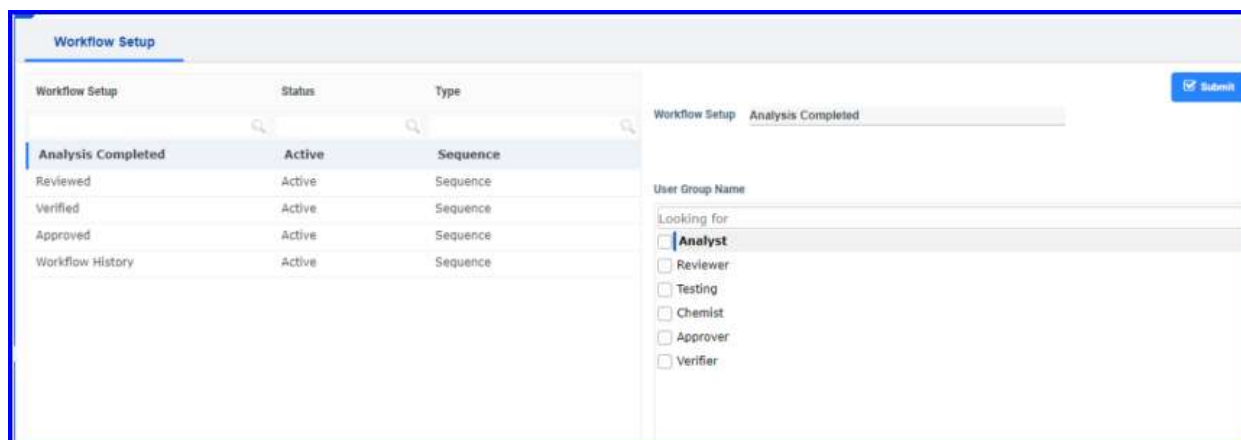 Workflow Setup
Workflow Setup Status Type
Submit
Workflow Setup Analysis Completed
Analysis Completed Active Sequence
Reviewed Active Sequence
Verified Active Sequence
Approved Active Sequence
Workflow History Active Sequence
User Group Name
Looking for
Analyst
Reviewer
Testing
Chemist
Approver
Verifier